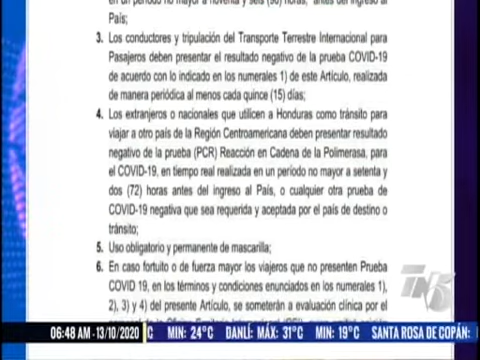 en un período no mayor a noventa y seis (96) horas, antes del ingreso al
País;
3. Los conductores y tripulación del Transporte Terrestre Internacional para
Pasajeros deben presentar el resultado negativo de la prueba COVID-19
de acuerdo con lo indicado en los numerales 1) de este Artículo, realizada
de manera periódica al menos cada quince (15) días;
4. Los extranjeros o nacionales que utilicen a Honduras como tránsito para
viajar a otro país de la Región Centroamericana deben presentar resultado
negativo de la prueba (PCR) Reacción en Cadena de la Polimerasa, para
el COVID-19, en tiempo real realizada en un período no mayor a setenta y
dos (72) horas antes del ingreso al País, o cualquier otra prueba de
COVID-19 negativa que sea requerida y aceptada por el país de destino o
tránsito;
5. Uso obligatorio y permanente de mascarilla;
6. En caso fortuito o de fuerza mayor los viajeros que no presenten Prueba
COVID 19, en los términos y condiciones enunciados en los numerales 1),
2), 3) y 4) del presente Artículo, se someterán a evaluación clínica por el
TN5
06:48 AM-13/10/2020 C MIN: 24°C DANLÍ: MÁX: 31°C MIN: 19°C SANTA ROSA DE COPÁN: